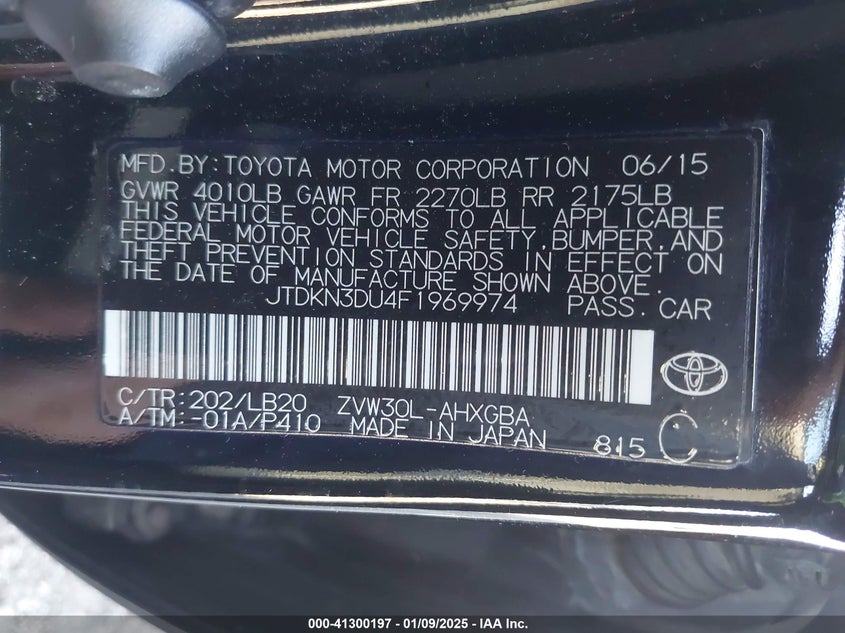 MFD.BY:TOYOTA MOTOR CORPORATION 06/15
GVWR 4010LB GAWR FR 2270LB RR 2175LB
THIS VEHICLE CONFORMS TO ALL APPLICABLE
FEDERAL MOTOR VEHICLE SAFETY,BUMPER,AND
THEFT PREVENTION STANDARDS IN EFFECT ON
THE DATE OF MANUFACTURE SHOWN ABOVE.
JTDKN3DU4F1969974 PASS.CAR
C/TR:202/LB20 ZVW30L-AHXGBA
A/TM:-01A/P410 MADE IN JAPAN 815 C
000-41300197 - 01/09/2025 - IAA Inc.